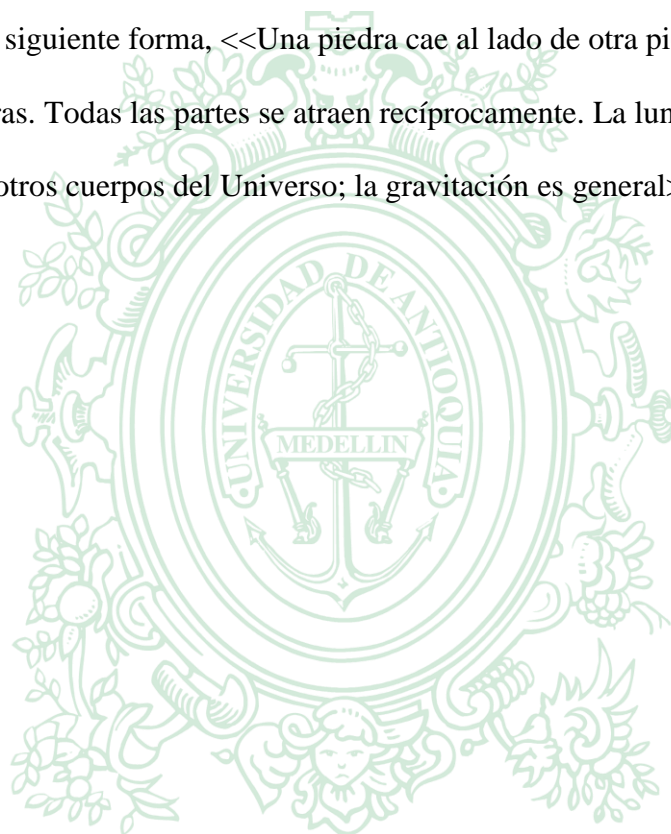 siguiente forma, <<Una piedra cae al lado de otra pi
as. Todas las partes se atraen recíprocamente. La lun
otros cuerpos del Universo; la gravitación es general>
UNIVERSIDAD DE ANTIOQUIA
MEDELLIN